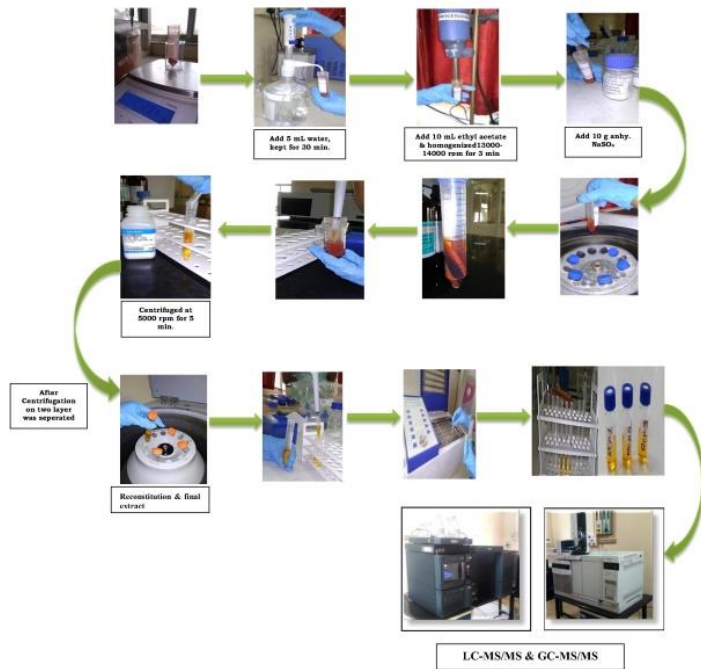 Add 5 mL water,
kept for 30 min.
Add 10 mL ethyl acetate
& homogenized13000-
14000 rpm for 3 min
Add 10 g anhy.
NaSO₄
Centrifuged at
5000 rpm for 5
min.
After
Centrifugation
on two layer
was seperated
Reconstitution & final
extract
LC-MS/MS & GC-MS/MS